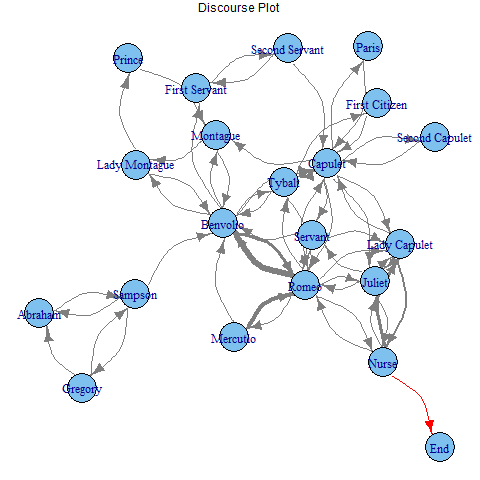 Discourse Plot
Second Servant
Paris
Prince
First Servant
First Citizen
Montague
Second Capulet
Lady Montague
Capulet
Tybalt
Benvolio
Servant
Lady Capulet
Romeo
Juliet
Sampson
Abraham
Mercutio
Nurse
Gregory
End